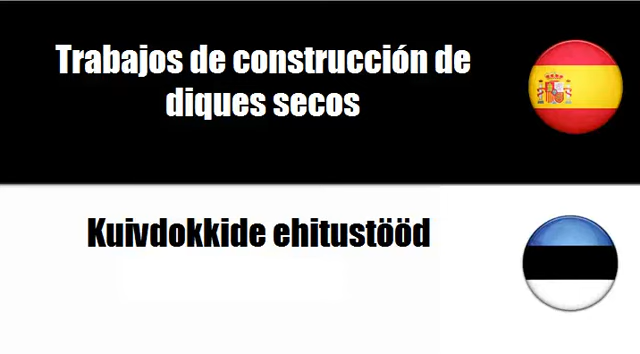 Trabajos de construcción de
diques secos
Kuivdokkide ehitustööd